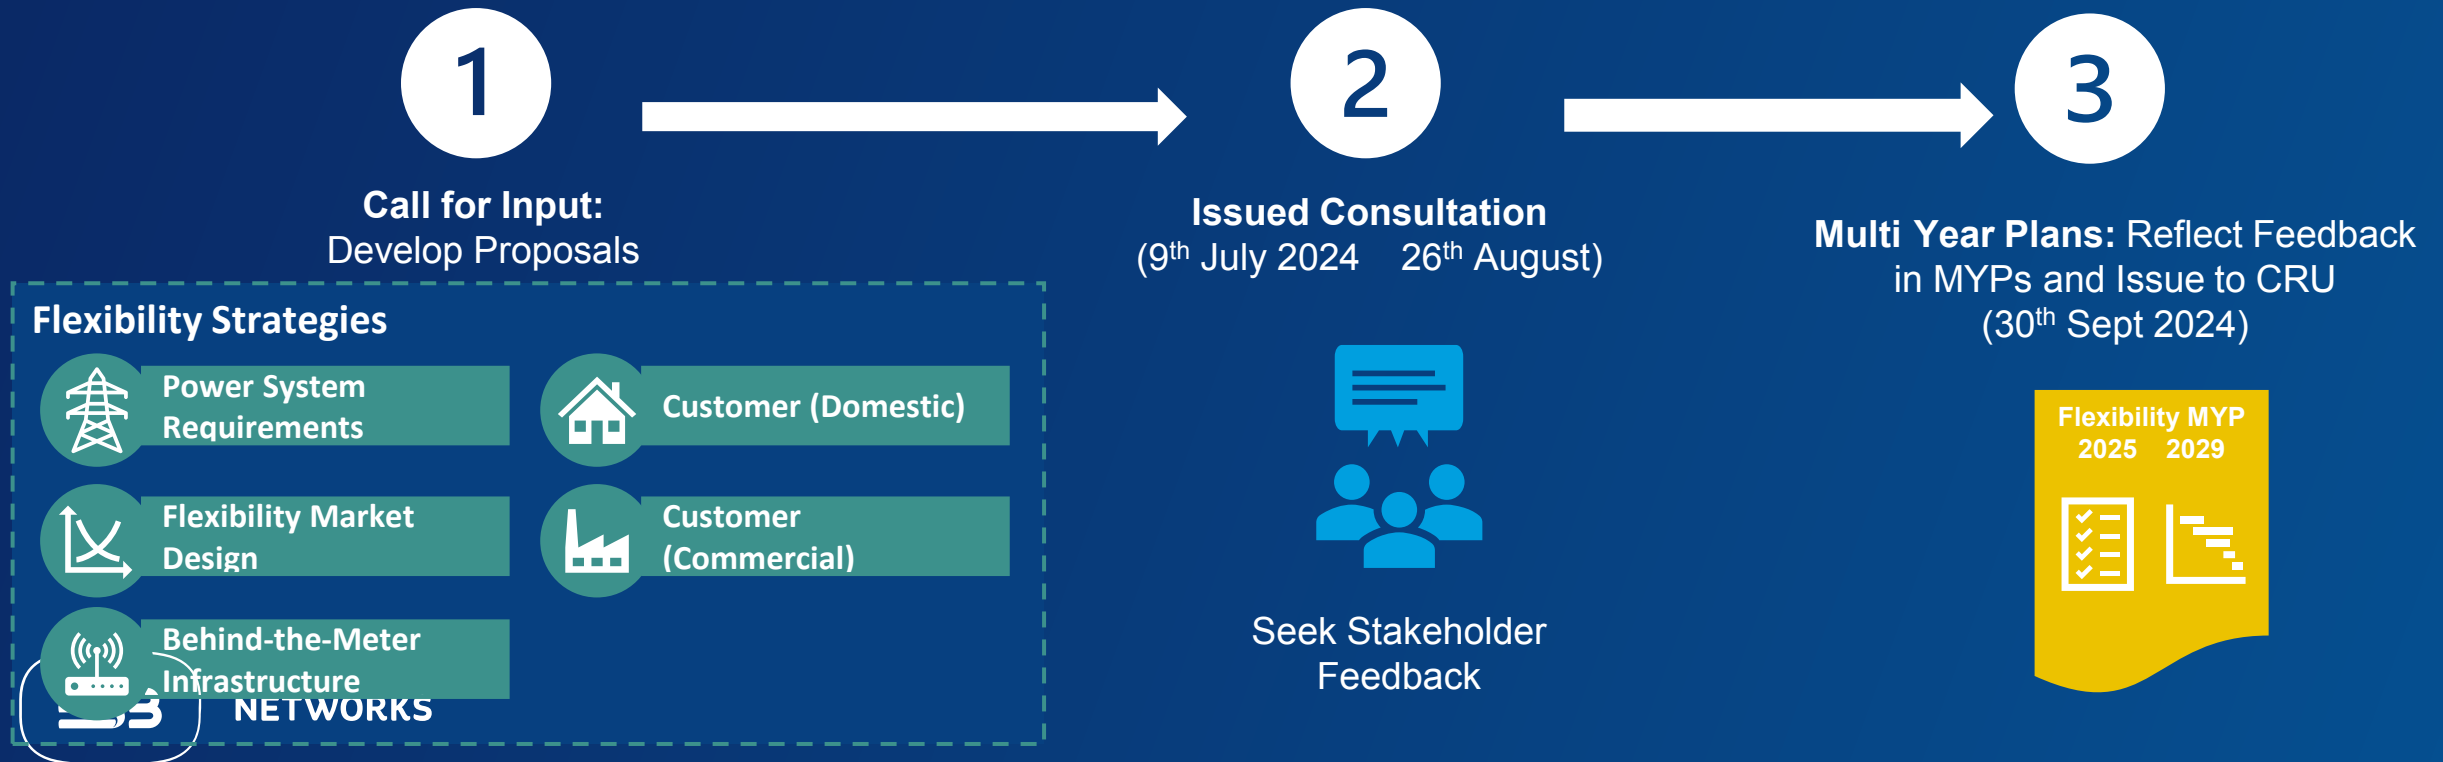 1
Call for Input:
Develop Proposals
Flexibility Strategies
Power System
Requirements
Customer (Domestic)
Flexibility Market
Design
Customer
(Commercial)
Behind-the-Meter
Infrastructure
NETWORKS
2
Issued Consultation
(9th July 2024 26th August)
Seek Stakeholder
Feedback
3
Multi Year Plans: Reflect Feedback
in MYPs and Issue to CRU
(30th Sept 2024)
Flexibility MYP
2025 2029